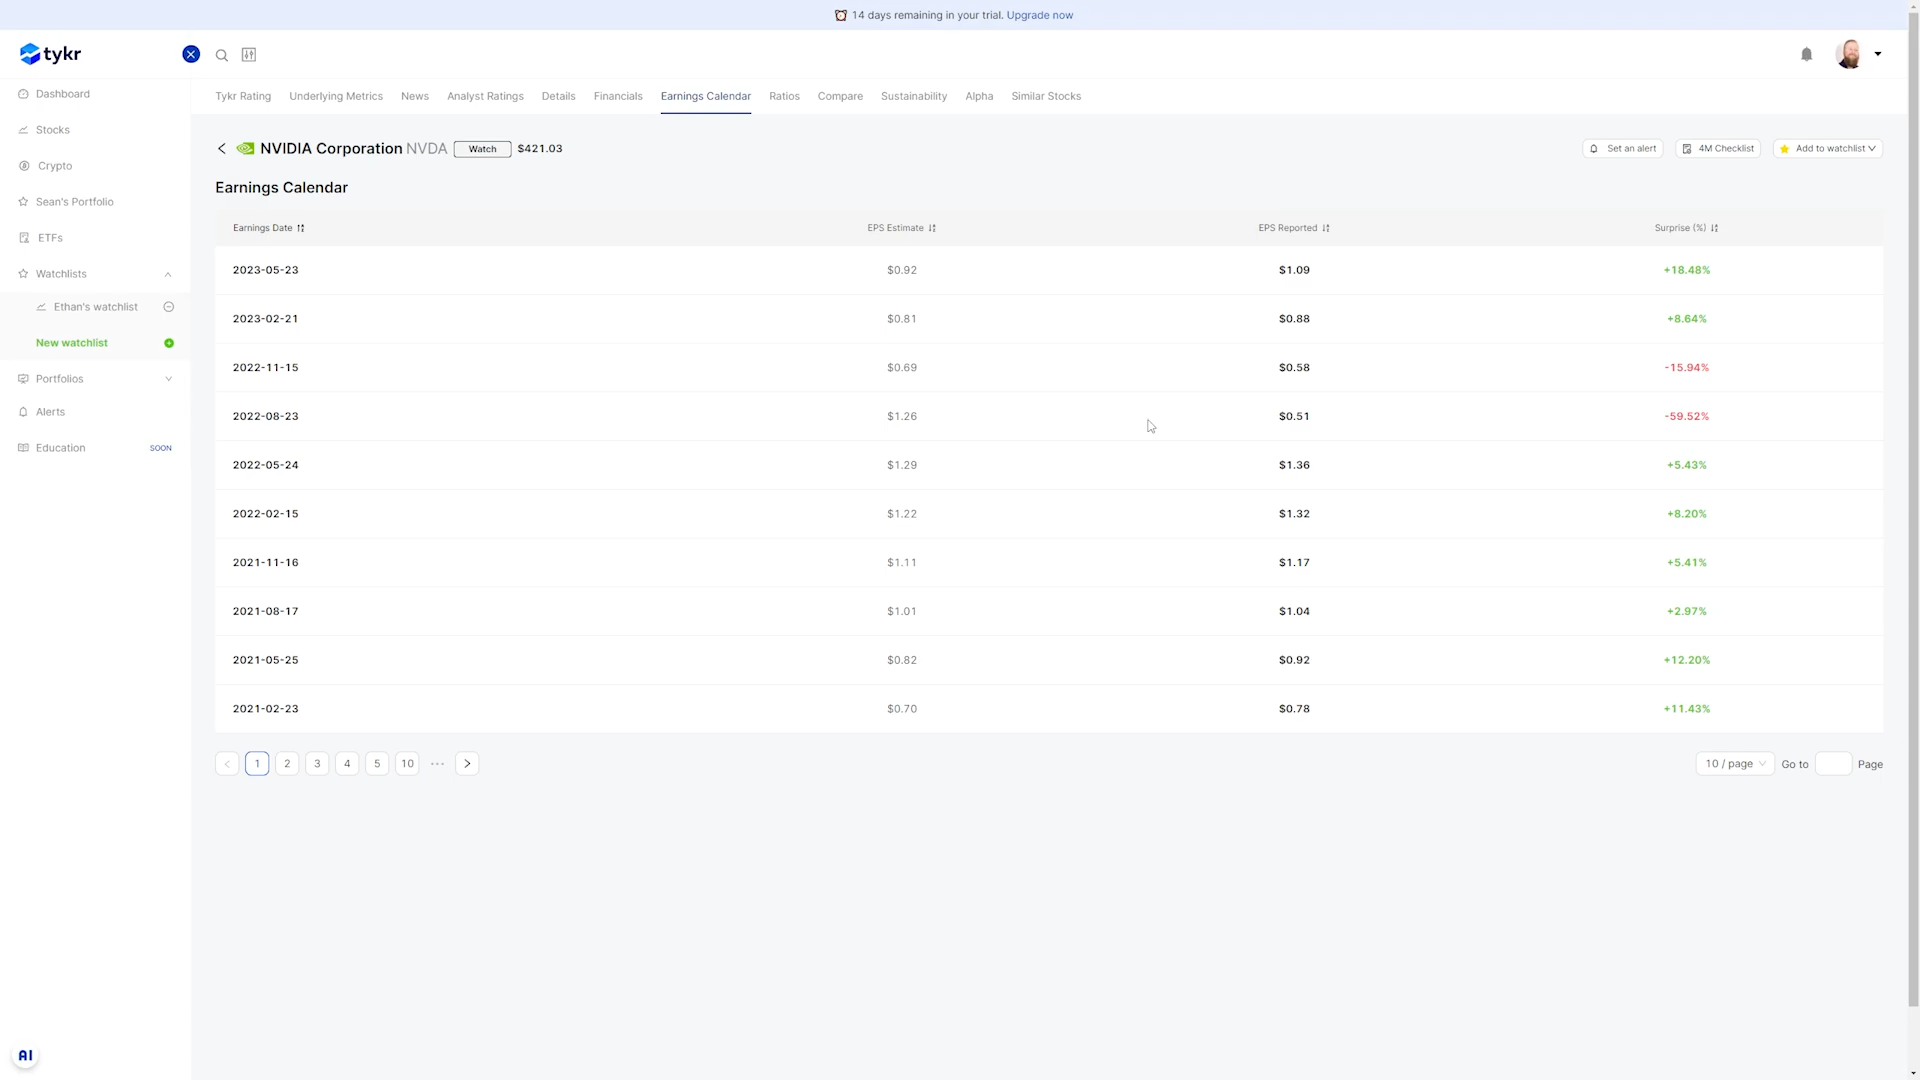 14 days remaining in your trial. Upgrade now
tykr
Dashboard
Stocks
Crypto
Sean's Portfolio
ETFs
Watchlists
Ethan's watchlist
New watchlist
Portfolios
Alerts
Education SOON
AI
Tykr Rating Underlying Metrics News Analyst Ratings Details Financials Earnings Calendar Ratios Compare Sustainability Alpha Similar Stocks
NVIDIA Corporation NVDA Watch $421.03 Set an alert 4M Checklist Add to watchlist
Earnings Calendar
Earnings Date EPS Estimate EPS Reported Surprise (%)
2023-05-23 $0.92 $1.09 +18.48%
2023-02-21 $0.81 $0.88 +8.64%
2022-11-15 $0.69 $0.58 -15.94%
2022-08-23 $1.26 $0.51 -59.52%
2022-05-24 $1.29 $1.36 +5.43%
2022-02-15 $1.22 $1.32 +8.20%
2021-11-16 $1.11 $1.17 +5.41%
2021-08-17 $1.01 $1.04 +2.97%
2021-05-25 $0.82 $0.92 +12.20%
2021-02-23 $0.70 $0.78 +11.43%
< 1 2 3 4 5 10 ••• > 10 / page Go to Page